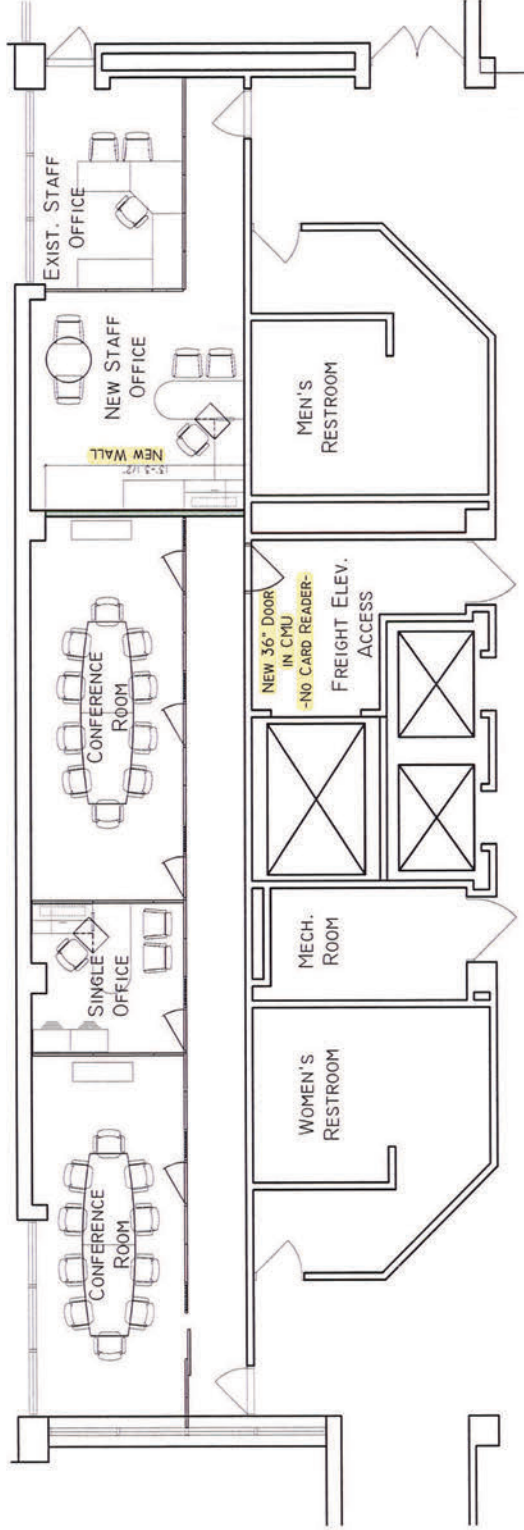 EXIST. STAFF
OFFICE
NEW STAFF
OFFICE
NEW WALL
13'-3 1/2"
CONFERENCE
ROOM
SINGLE
OFFICE
CONFERENCE
ROOM
MEN'S
RESTROOM
NEW 36" DOOR
IN CMU
-NO CARD READER-
FREIGHT ELEV.
ACCESS
MECH.
ROOM
WOMEN'S
RESTROOM